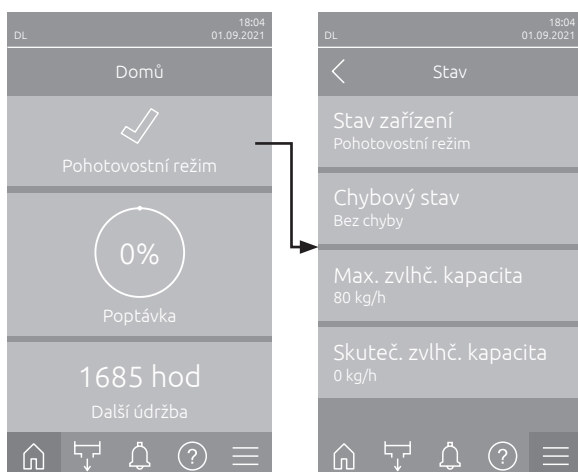 18:04
DL 01.09.2021
Domů
Pohotovostní režim
0%
Poptávka
1685 hod
Další údržba
?
18:04
DL 01.09.2021
Stav
Stav zařízení
Pohotovostní režim
Chybový stav
Bez chyby
Max. zvlhč. kapacita
80 kg/h
Skuteč. zvlhč. kapacita
0 kg/h
?